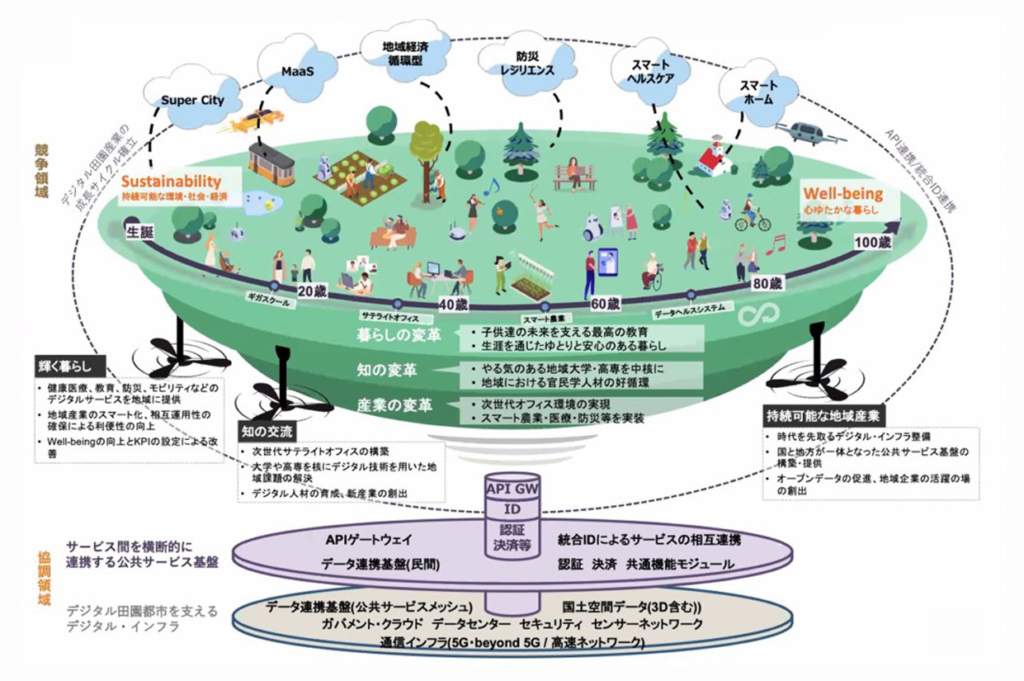 地域経済
循環型
防災
レジリエンス
MaaS
スマート
ヘルスケア
スマート
ホーム
Super City
競争領域
デジタル田園産業の
成長サイクル確立
API連携/統合ID連携
Sustainability
持続可能な環境・社会・経済
Well-being
心ゆたかな暮らし
生誕
20歳
40歳
60歳
80歳
100歳
ギガスクール
サテライトオフィス
スマート農業
データヘルスシステム
暮らしの変革
• 子供達の未来を支える最高の教育
• 生涯を通じたゆとりと安心のある暮らし
知の変革
• やる気のある地域大学・高専を中核に
• 地域における官民学人材の好循環
産業の変革
• 次世代オフィス環境の実現
• スマート農業・医療・防災等を実装
輝く暮らし
• 健康医療、教育、防災、モビリティなどの
デジタルサービスを地域に提供
• 地域産業のスマート化、相互運用性の
確保による利便性の向上
• Well-beingの向上とKPIの設定による改
善
知の交流
• 次世代サテライトオフィスの構築
• 大学や高専を核にデジタル技術を用いた地
域課題の解決
• デジタル人材の育成、新産業の創出
持続可能な地域産業
• 時代を先取るデジタル・インフラ整備
• 国と地方が一体となった公共サービス基盤の
構築・提供
• オープンデータの促進、地域企業の活躍の場
の創出
API GW
ID
認証
決済等
協調領域
サービス間を横断的に
連携する公共サービス基盤
APIゲートウェイ
統合IDによるサービスの相互連携
データ連携基盤(民間)
認証 決済 共通機能モジュール
デジタル田園都市を支える
デジタル・インフラ
データ連携基盤(公共サービスメッシュ)
国土空間データ(3D含む))
ガバメント・クラウド データセンター セキュリティ センサーネットワーク
通信インフラ(5G・beyond 5G / 高速ネットワーク)